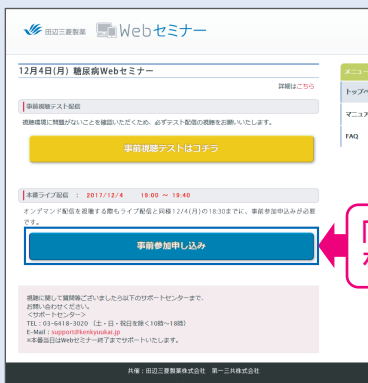 田辺三菱製薬 Webセミナー
12月4日(月) 糖尿病Webセミナー
詳細はこちら
事前視聴テスト配信
視聴環境に問題がないことを確認いただくため、必ずテスト配信の視聴をお願いいたします。
事前視聴テストはコチラ
本番ライブ配信 : 2017/12/4 19:00 ~ 19:40
オンデマンド配信を視聴する際もライブ配信と同様12/4(月)の18:30までに、事前参加申込みが必要
です。
事前参加申し込み
視聴に関して質問等ございましたら以下のサポートセンターまで、
お問い合わせください。
<サポートセンター>
TEL:03-6418-3020 (土・日・祝日を除く10時~18時)
E-Mail:support@kenkyuukai.jp
※本番当日はWebセミナー終了までサポートいたします。
共催:田辺三菱製薬株式会社 第一三共株式会社
メニュー
トップペ
マニュア
FAQ